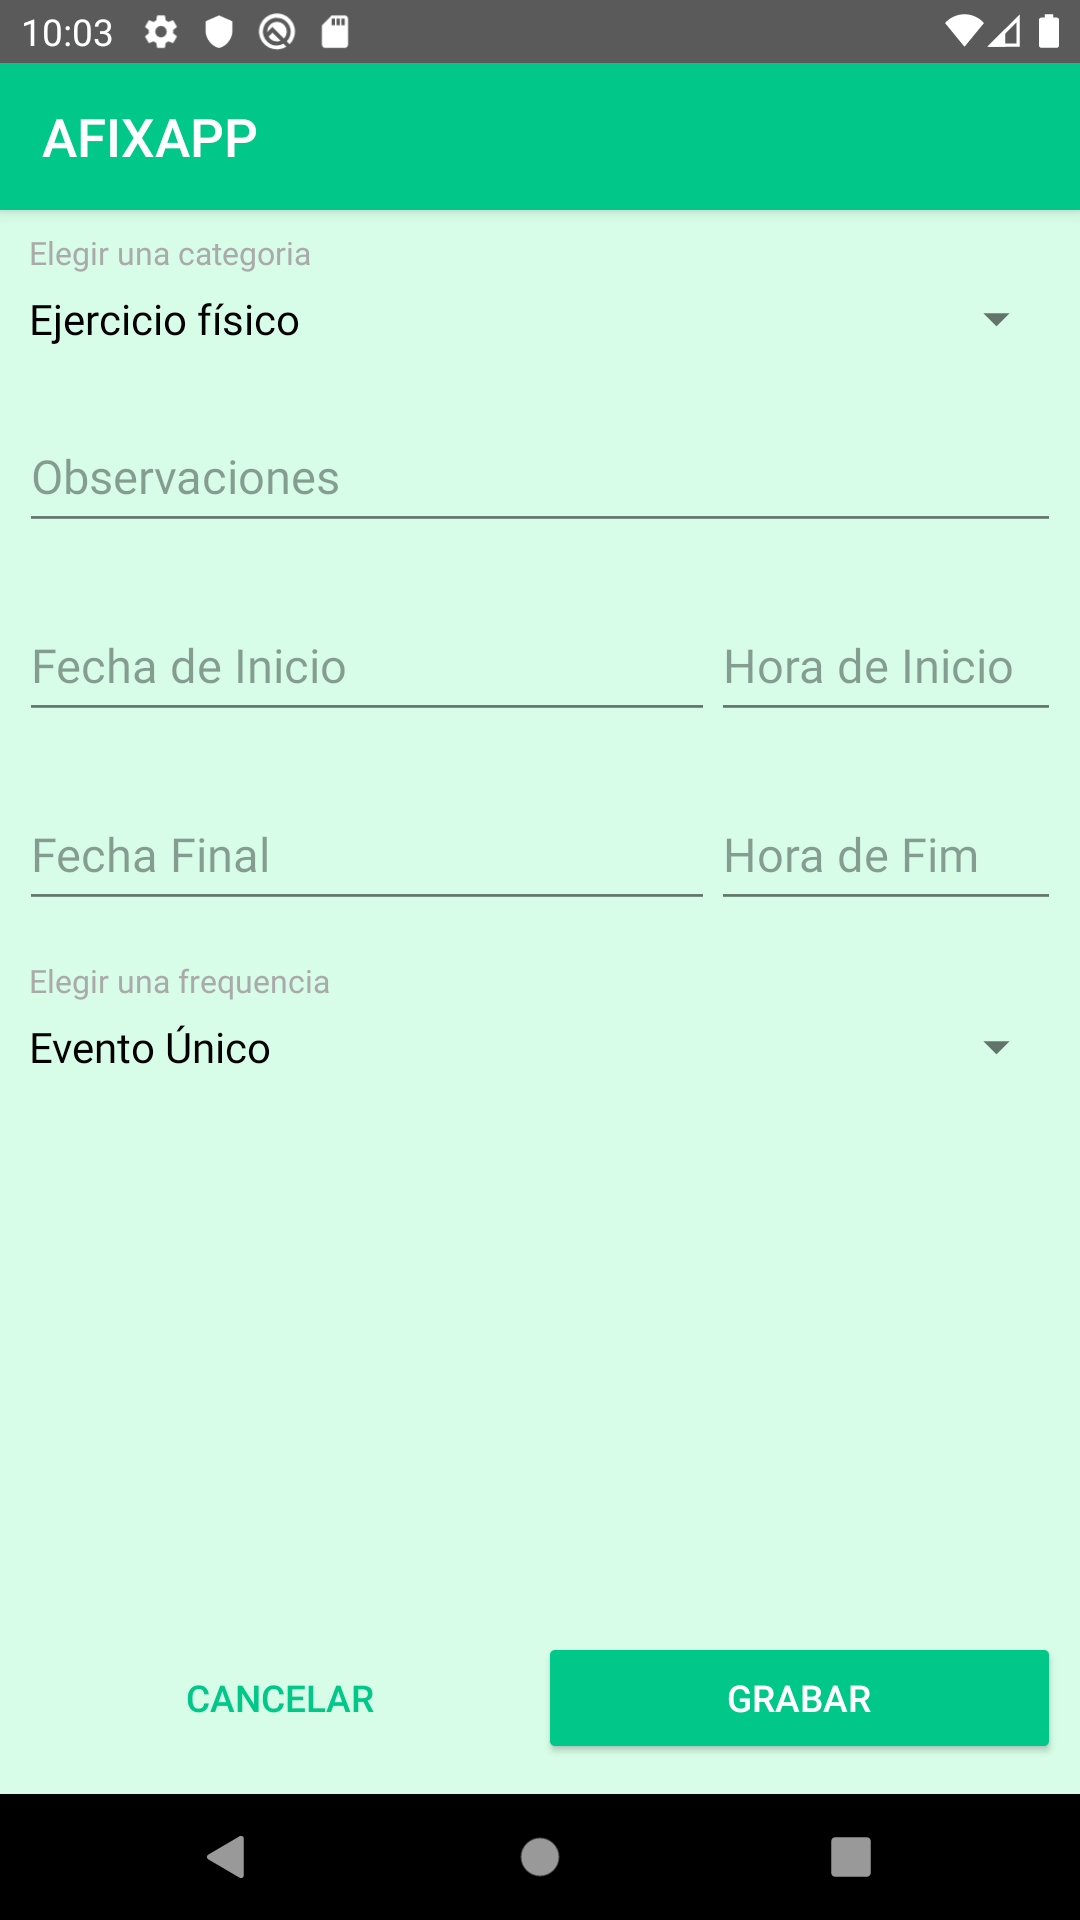 10:03
AFIXAPP
Elegir una categoria
Ejercicio físico
Observaciones
Fecha de Inicio Hora de Inicio
Fecha Final Hora de Fim
Elegir una frequencia
Evento Único
CANCELAR GRABAR